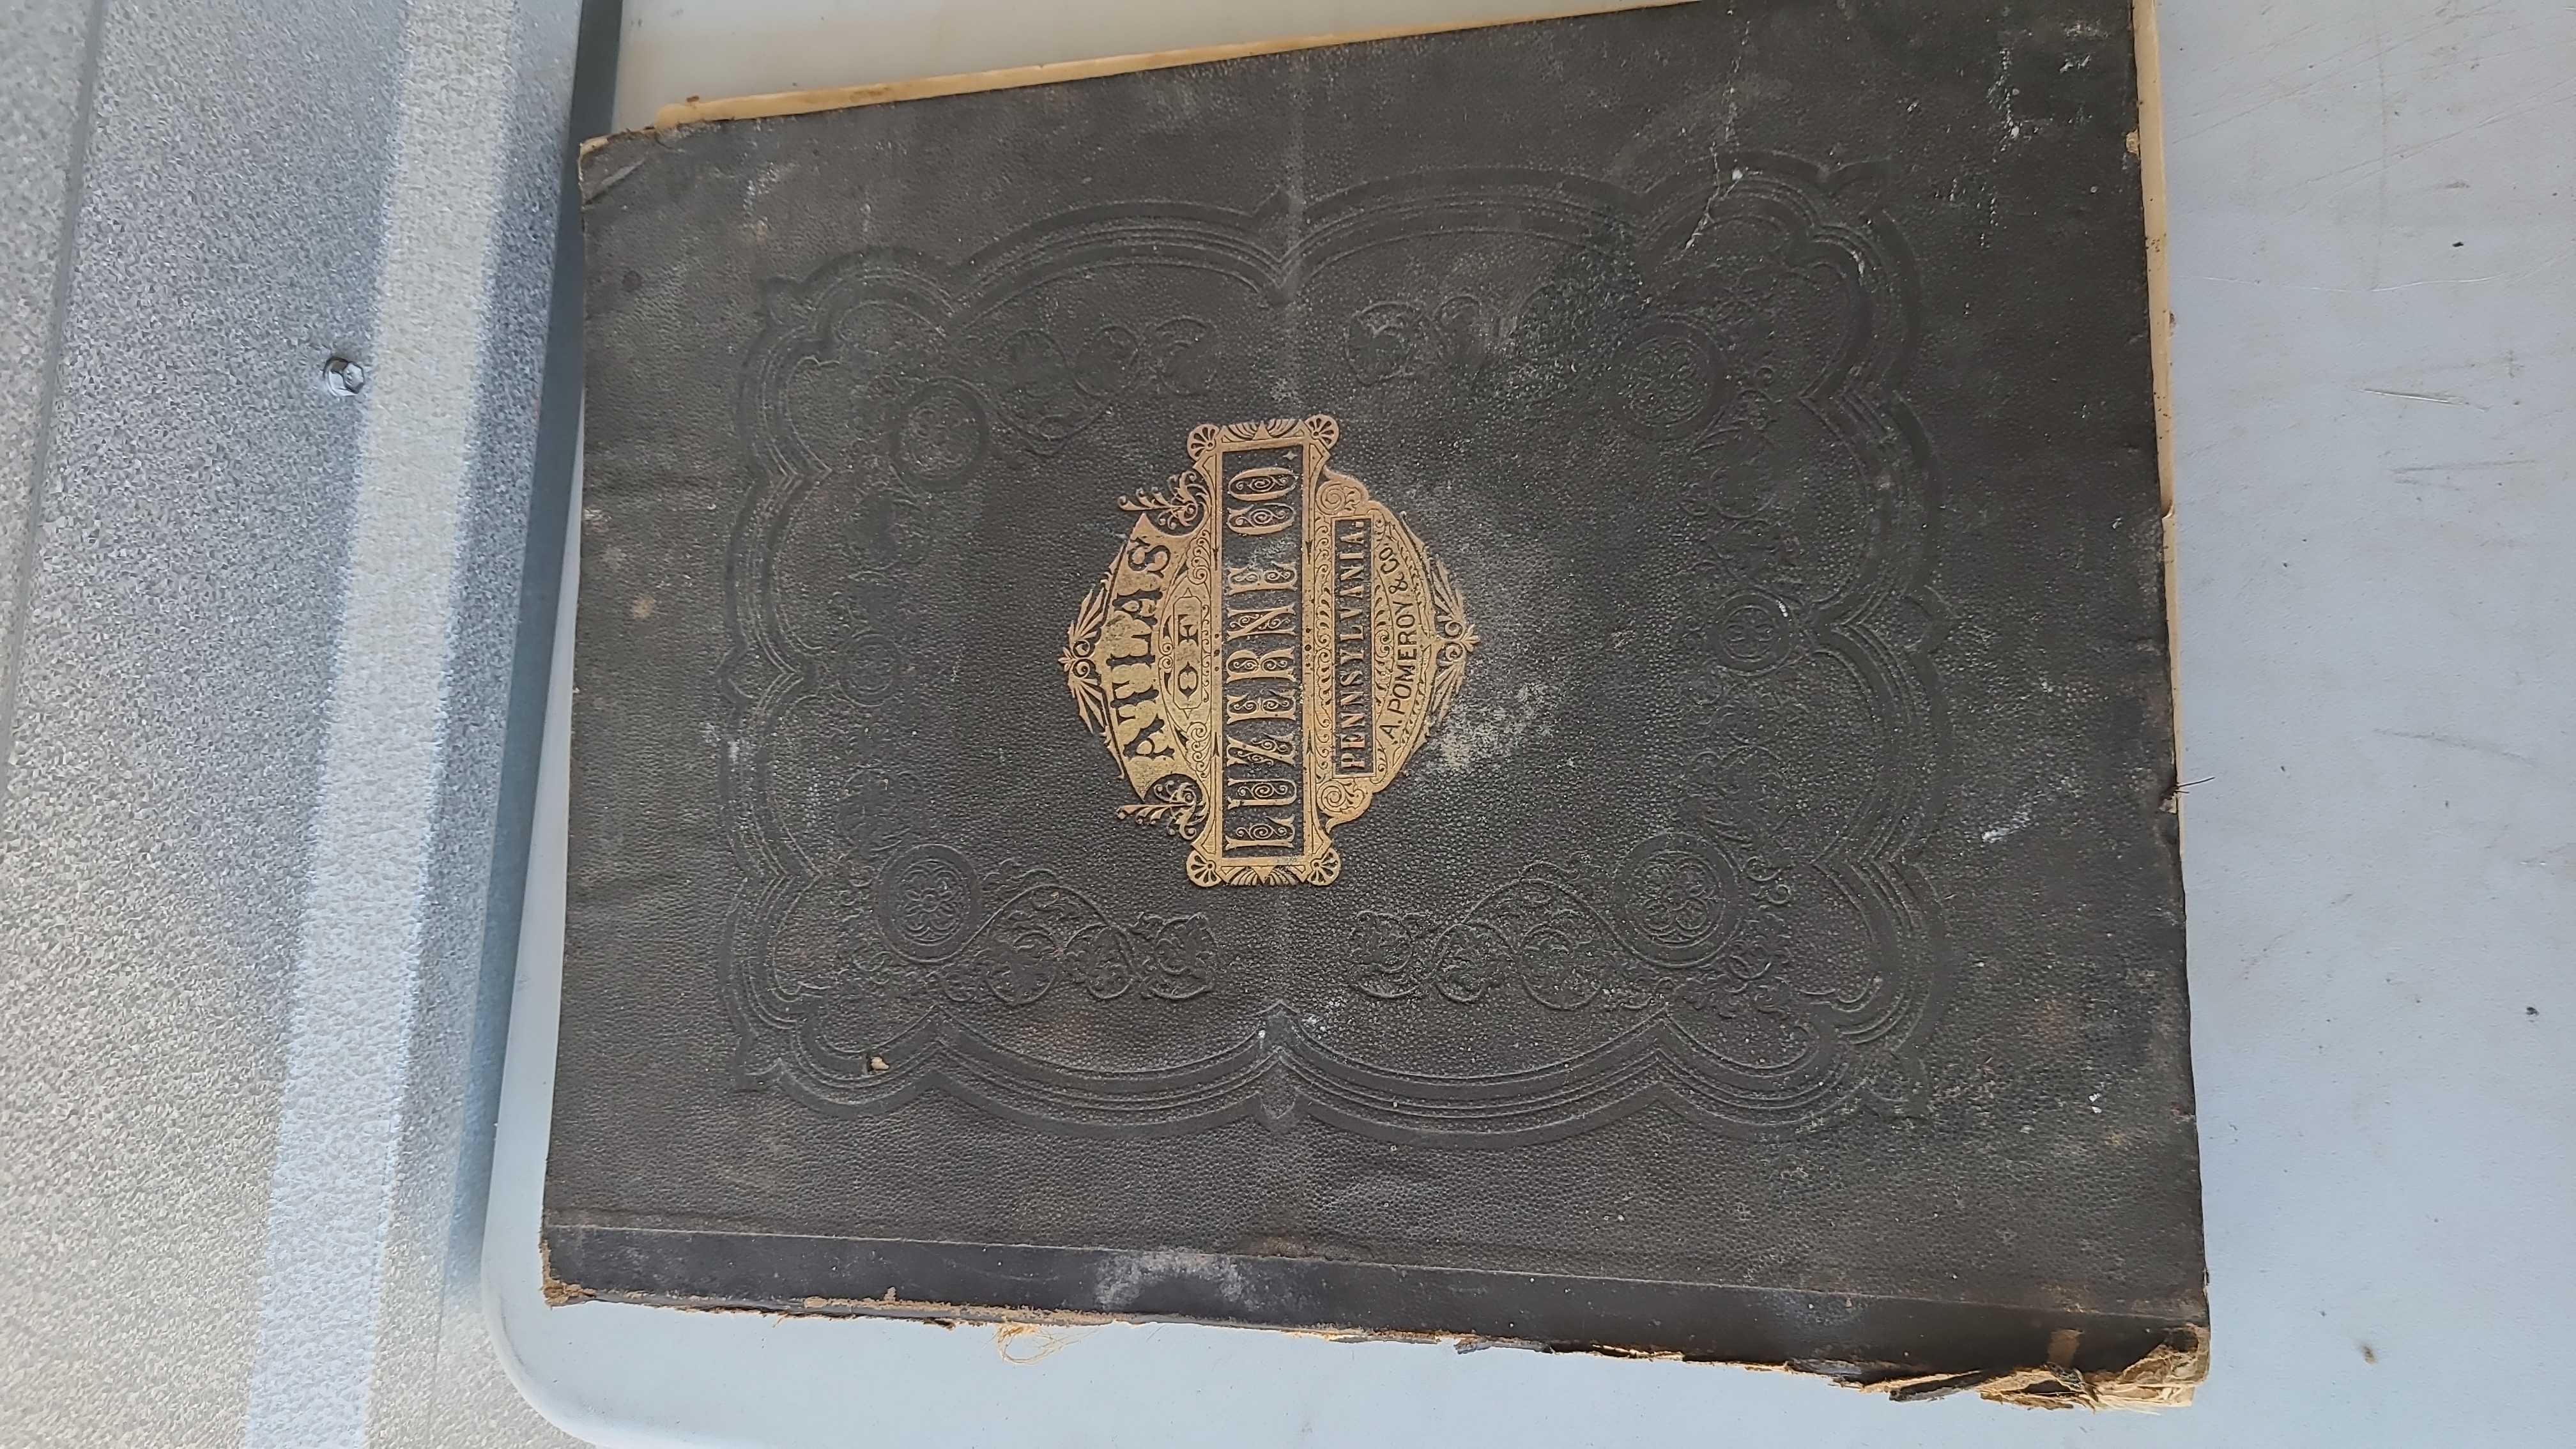 ATLAS
OF
LUZERNE CO.
PENNSYLVANIA.
A. POMEROY & CO.